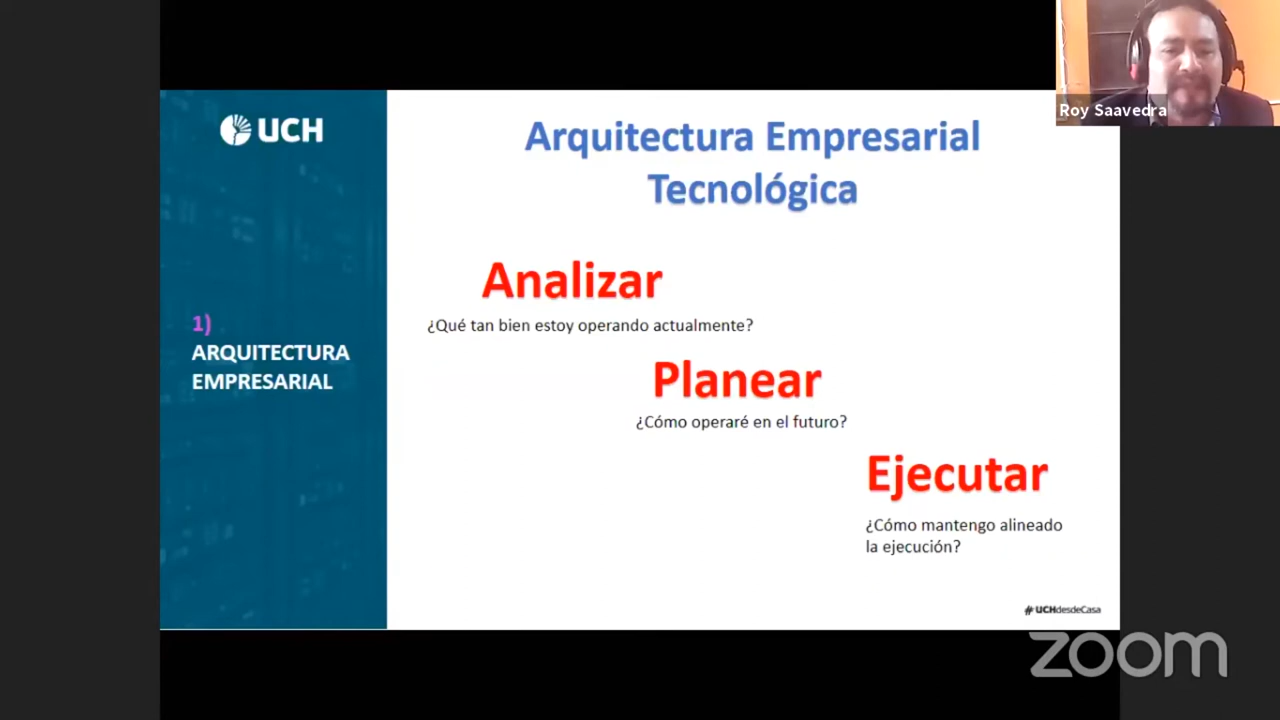 UCH
Arquitectura Empresarial
Tecnológica
Analizar
¿Qué tan bien estoy operando actualmente?
1)
ARQUITECTURA
EMPRESARIAL
Planear
¿Cómo operaré en el futuro?
Ejecutar
¿Cómo mantengo alineado
la ejecución?
#UCHdesdeCasa
Roy Saavedra
zoom